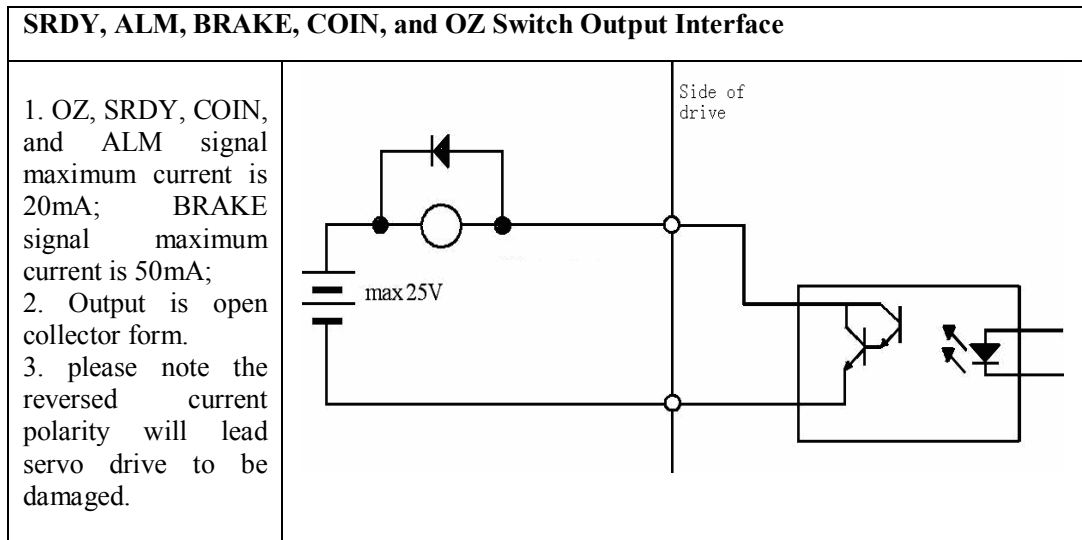 SRDY, ALM, BRAKE, COIN, and OZ Switch Output Interface
1. OZ, SRDY, COIN,
and ALM signal
maximum current is
20mA; BRAKE
signal maximum
current is 50mA;
2. Output is open
collector form.
3. please note the
reversed current
polarity will lead
servo drive to be
damaged.
Side of
drive
max25V